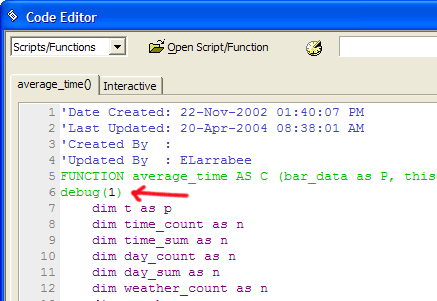 Code Editor
Scripts/Functions Open Script/Function
average_time() Interactive
1 'Date Created: 22-Nov-2002 01:40:07 PM
2 'Last Updated: 20-Apr-2004 08:38:01 AM
3 'Created By  :
4 'Updated By  : ELarrabee
5 FUNCTION average_time AS C (bar_data as P, this
6 debug(1)
7 dim t as p
8 dim time_count as n
9 dim time_sum as n
10 dim day_count as n
11 dim day_sum as n
12 dim weather_count as n